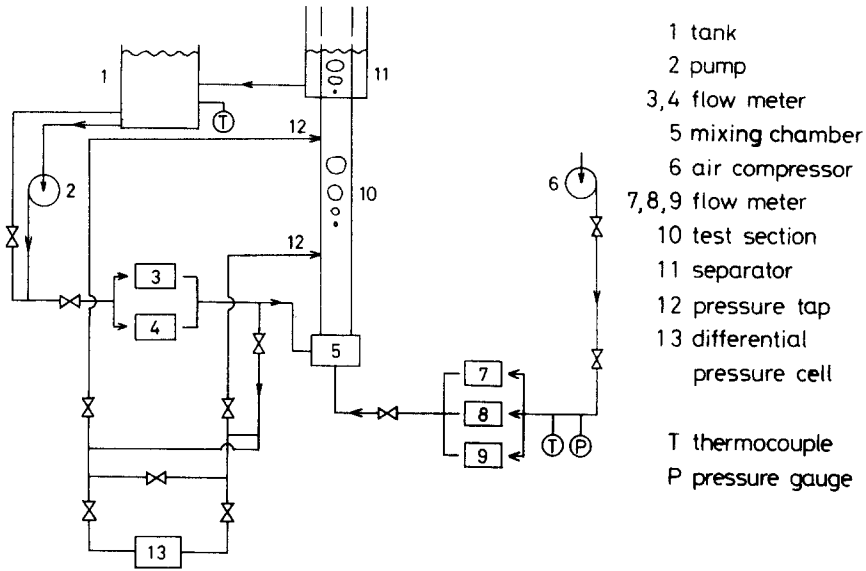 1
2
3
4
5
6
7
8
9
10
11
12
12
13
T
T
P
1 tank
2 pump
3,4 flow meter
5 mixing chamber
6 air compressor
7,8,9 flow meter
10 test section
11 separator
12 pressure tap
13 differential
pressure cell
T thermocouple
P pressure gauge